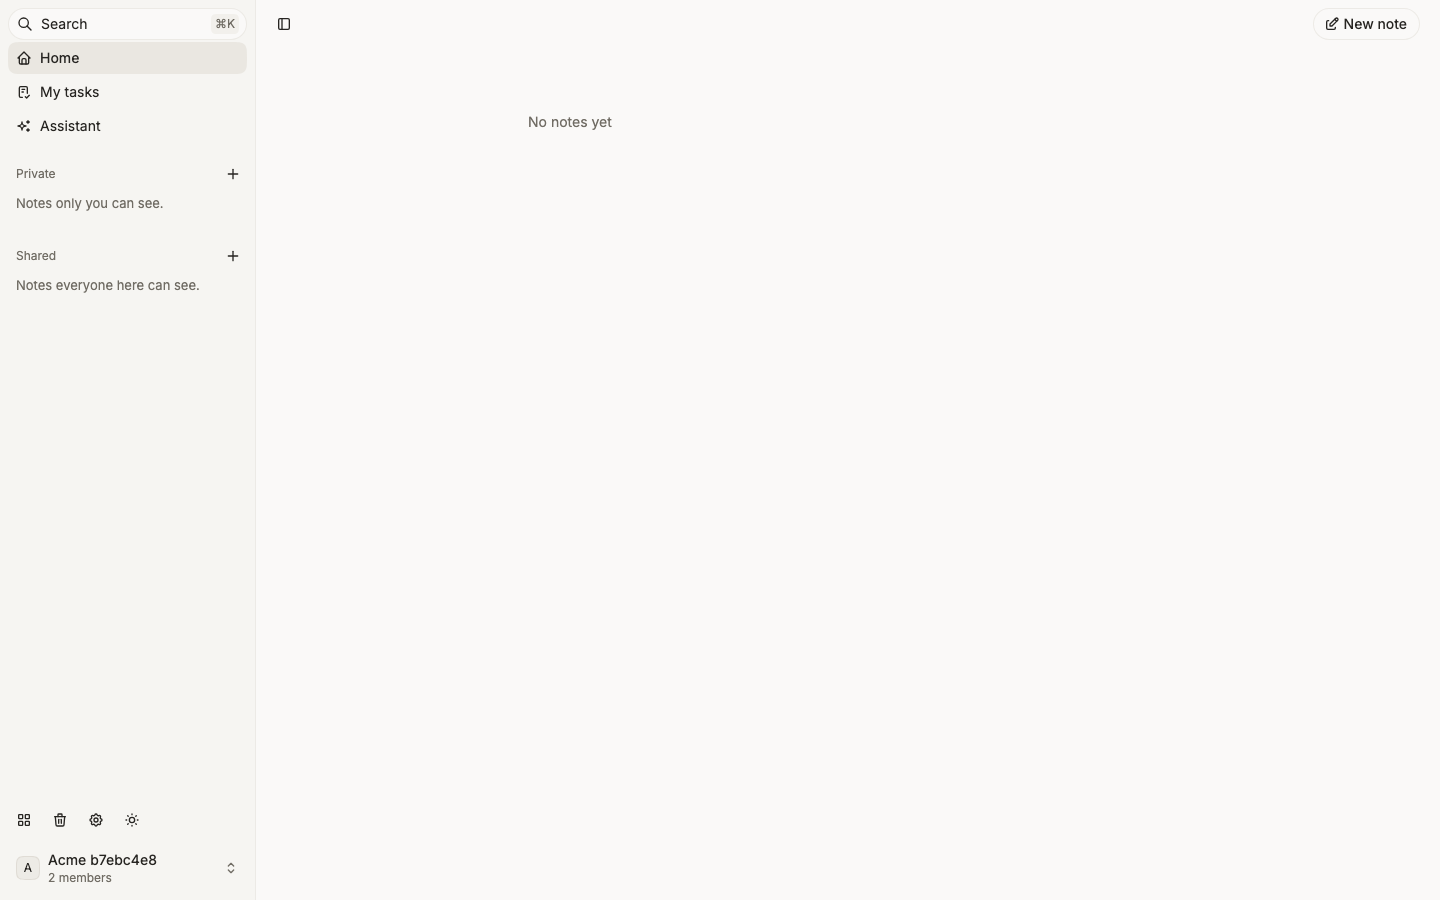 Search ⌘K
New note
Home
My tasks
Assistant
No notes yet
Private
Notes only you can see.
Shared
Notes everyone here can see.
A
Acme b7ebc4e8
2 members